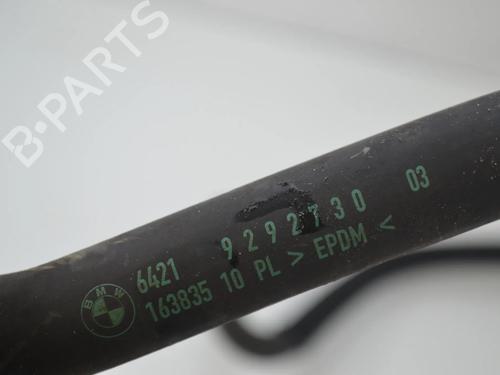 B-PARTS
6421 9292730 03
163835 10 PL > EPDM <
BMW